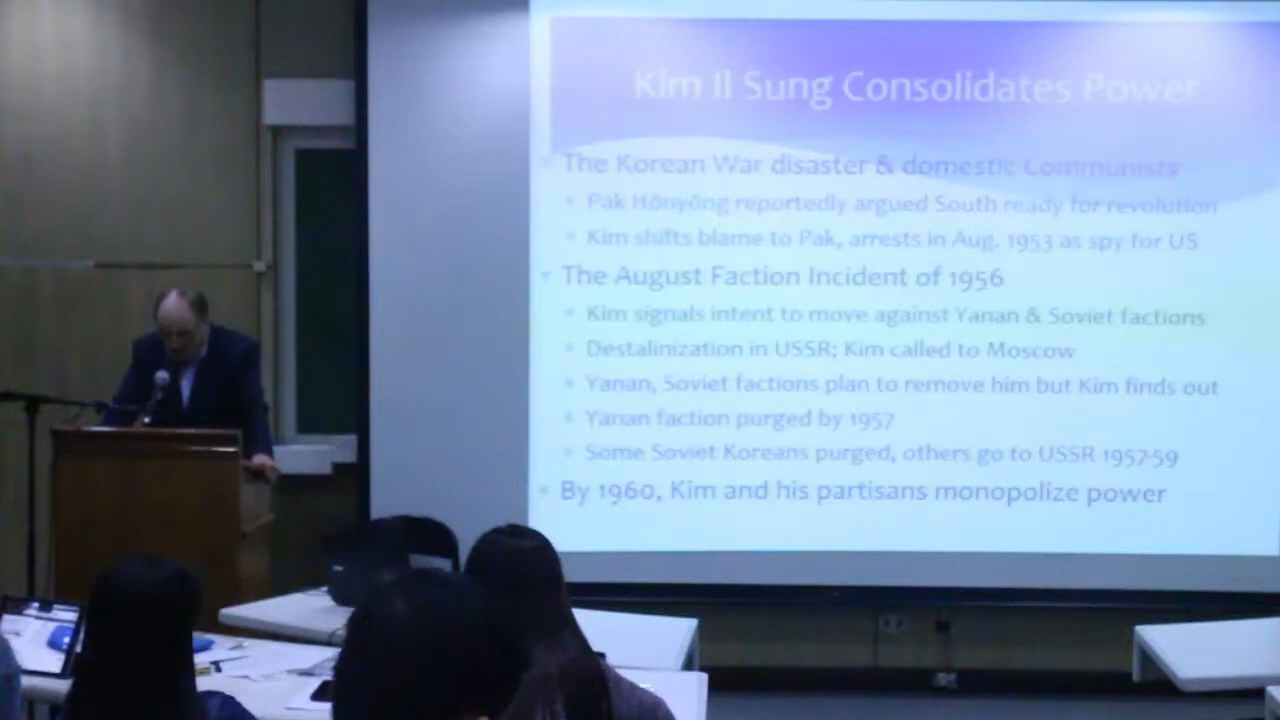 Kim Il Sung Consolidates Power
The Korean War disaster & domestic Communists
Pak Hŏnyŏng reportedly argued South ready for revolution
Kim shifts blame to Pak, arrests in Aug. 1953 as spy for US
The August Faction Incident of 1956
Kim signals intent to move against Yanan & Soviet factions
Destalinization in USSR; Kim called to Moscow
Yanan, Soviet factions plan to remove him but Kim finds out
Yanan faction purged by 1957
Some Soviet Koreans purged, others go to USSR 1957-59
By 1960, Kim and his partisans monopolize power